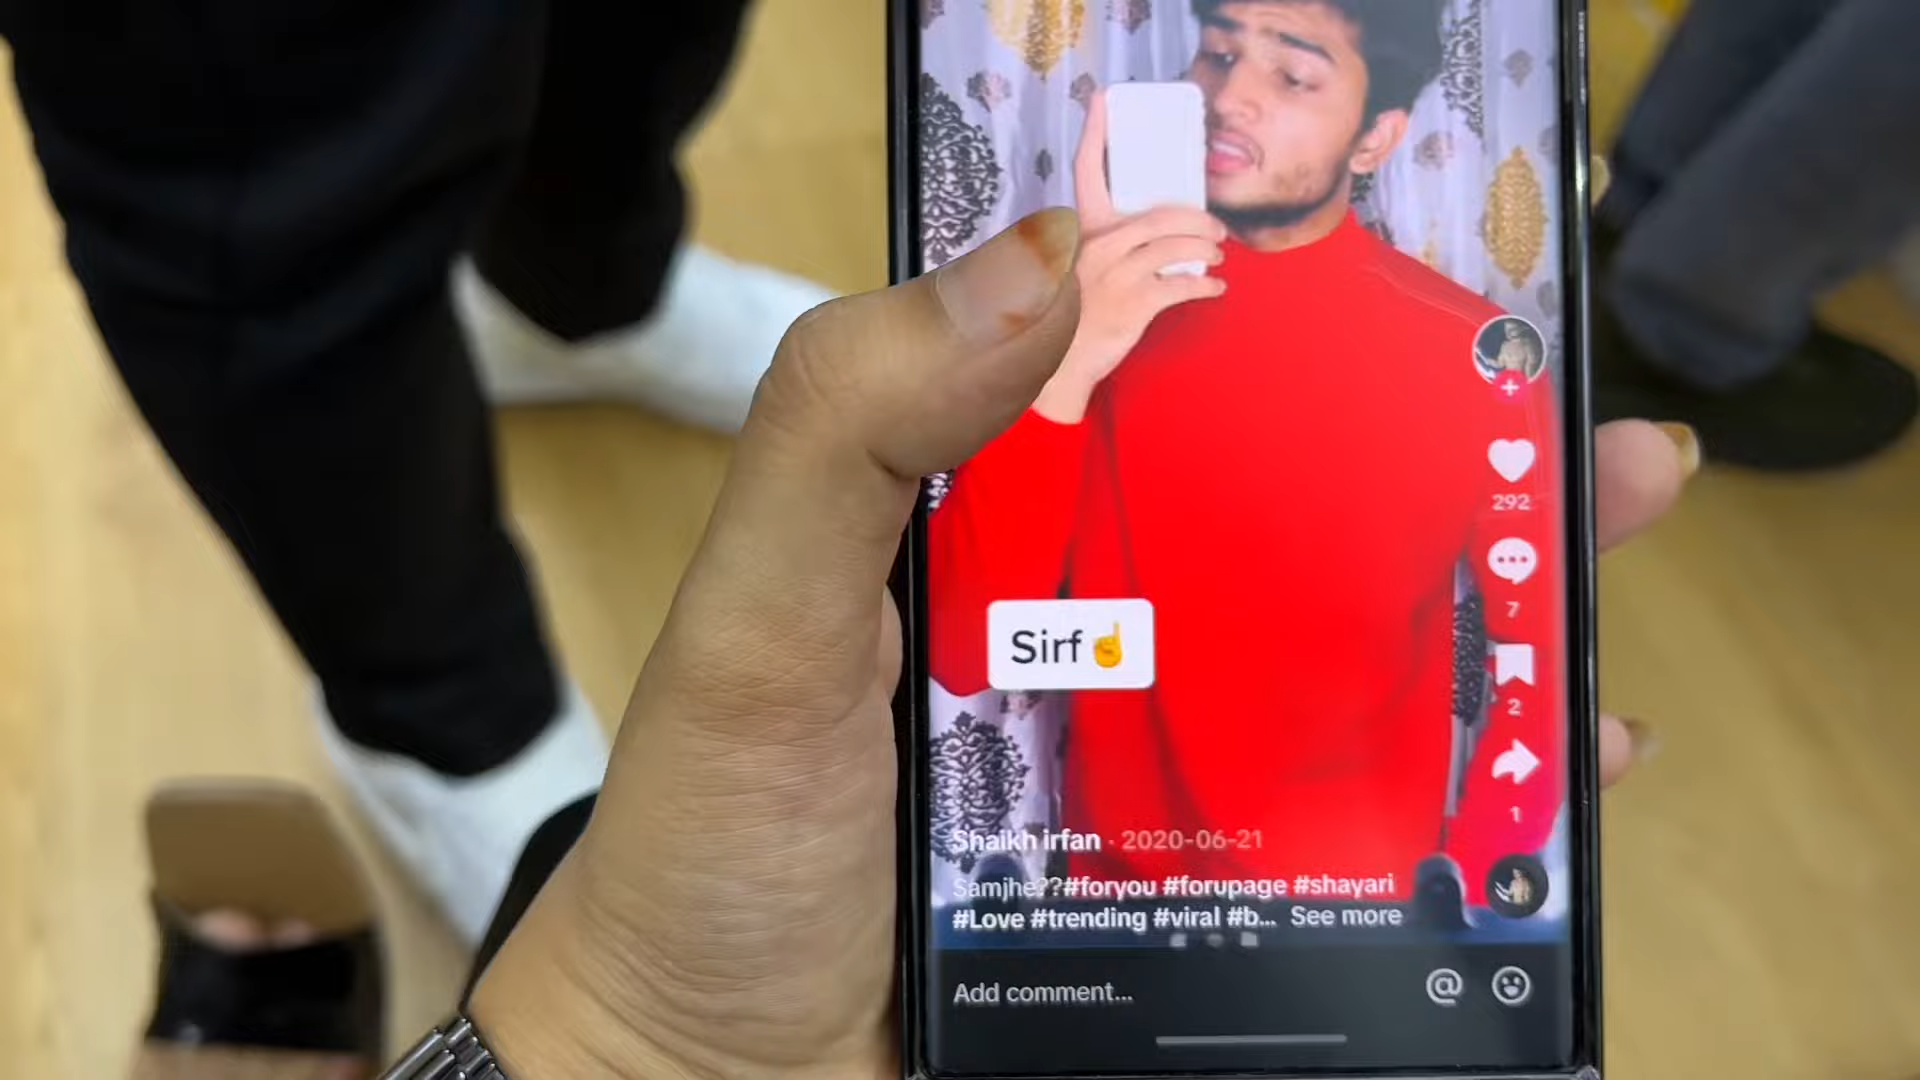 292
7
Sirf☝️
2
1
Shaikh irfan · 2020-06-21
Samjhe??#foryou #forupage #shayari
#Love #trending #viral #b... See more
Add comment...
@